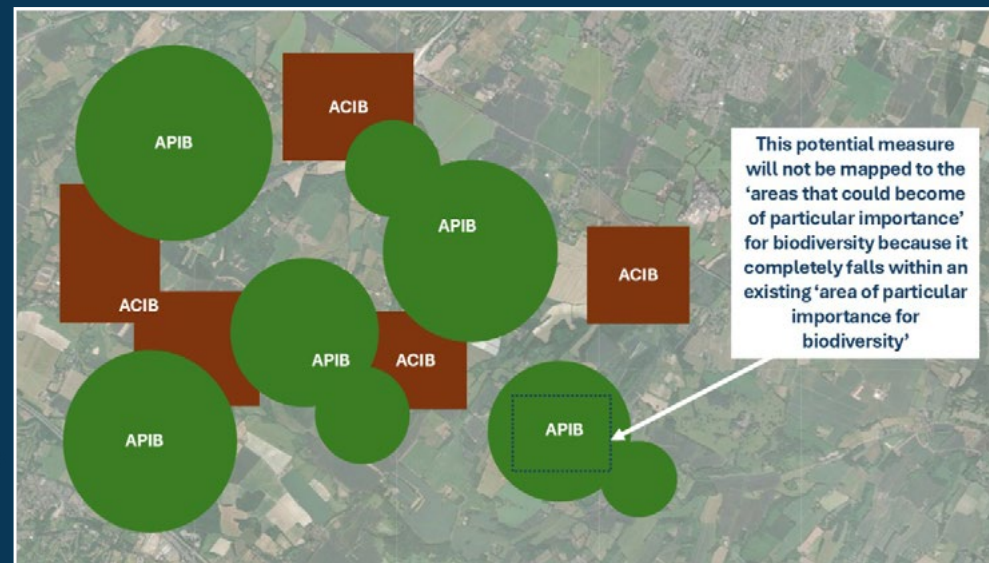 APIB
ACIB
APIB
ACIB
ACIB
APIB
ACIB
APIB
APIB
This potential measure
will not be mapped to the
‘areas that could become
of particular importance’
for biodiversity because it
completely falls within an
existing ‘area of particular
importance for
biodiversity’